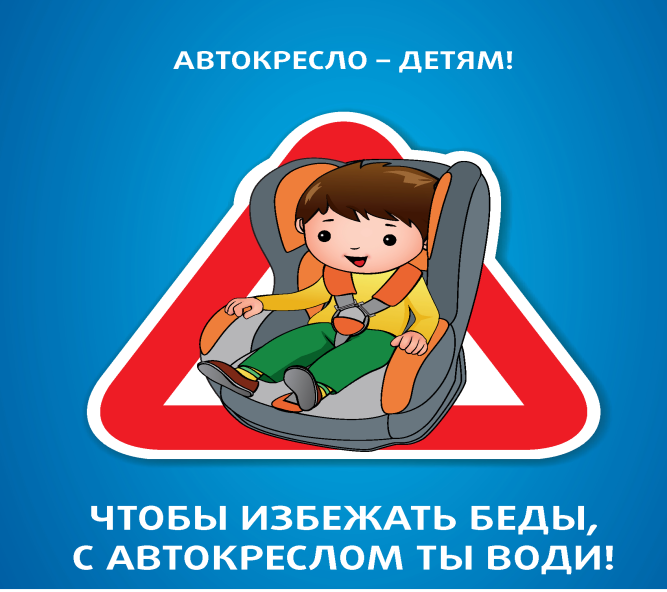 АВТОКРЕСЛО – ДЕТЯМ!
ЧТОБЫ ИЗБЕЖАТЬ БЕДЫ,
С АВТОКРЕСЛОМ ТЫ ВОДИ!